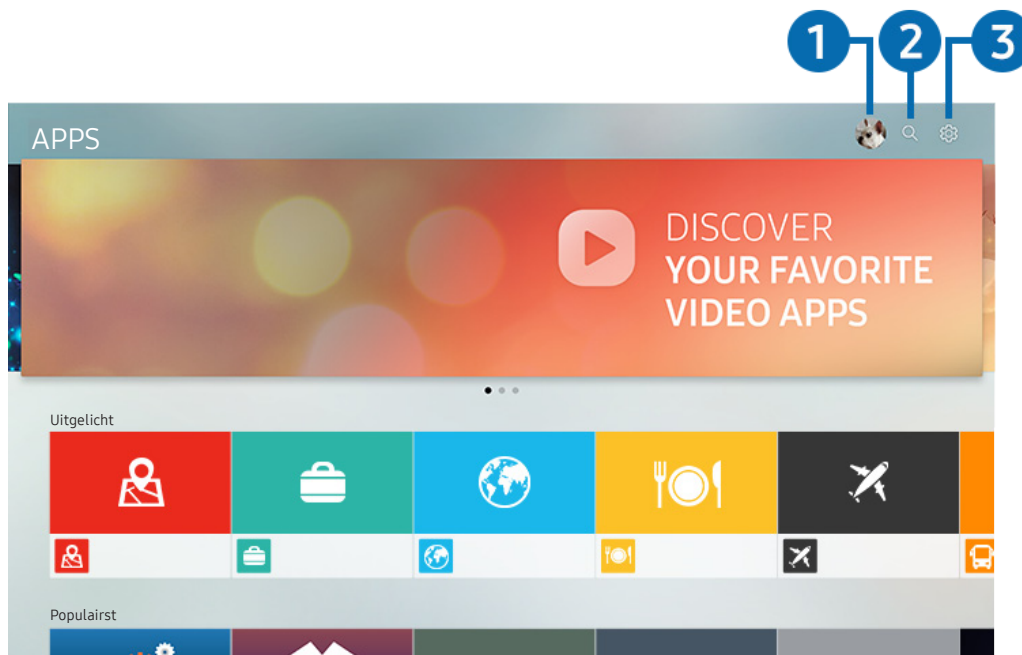 1 2 3
APPS
DISCOVER
YOUR FAVORITE
VIDEO APPS
Uitgelicht
Populairst